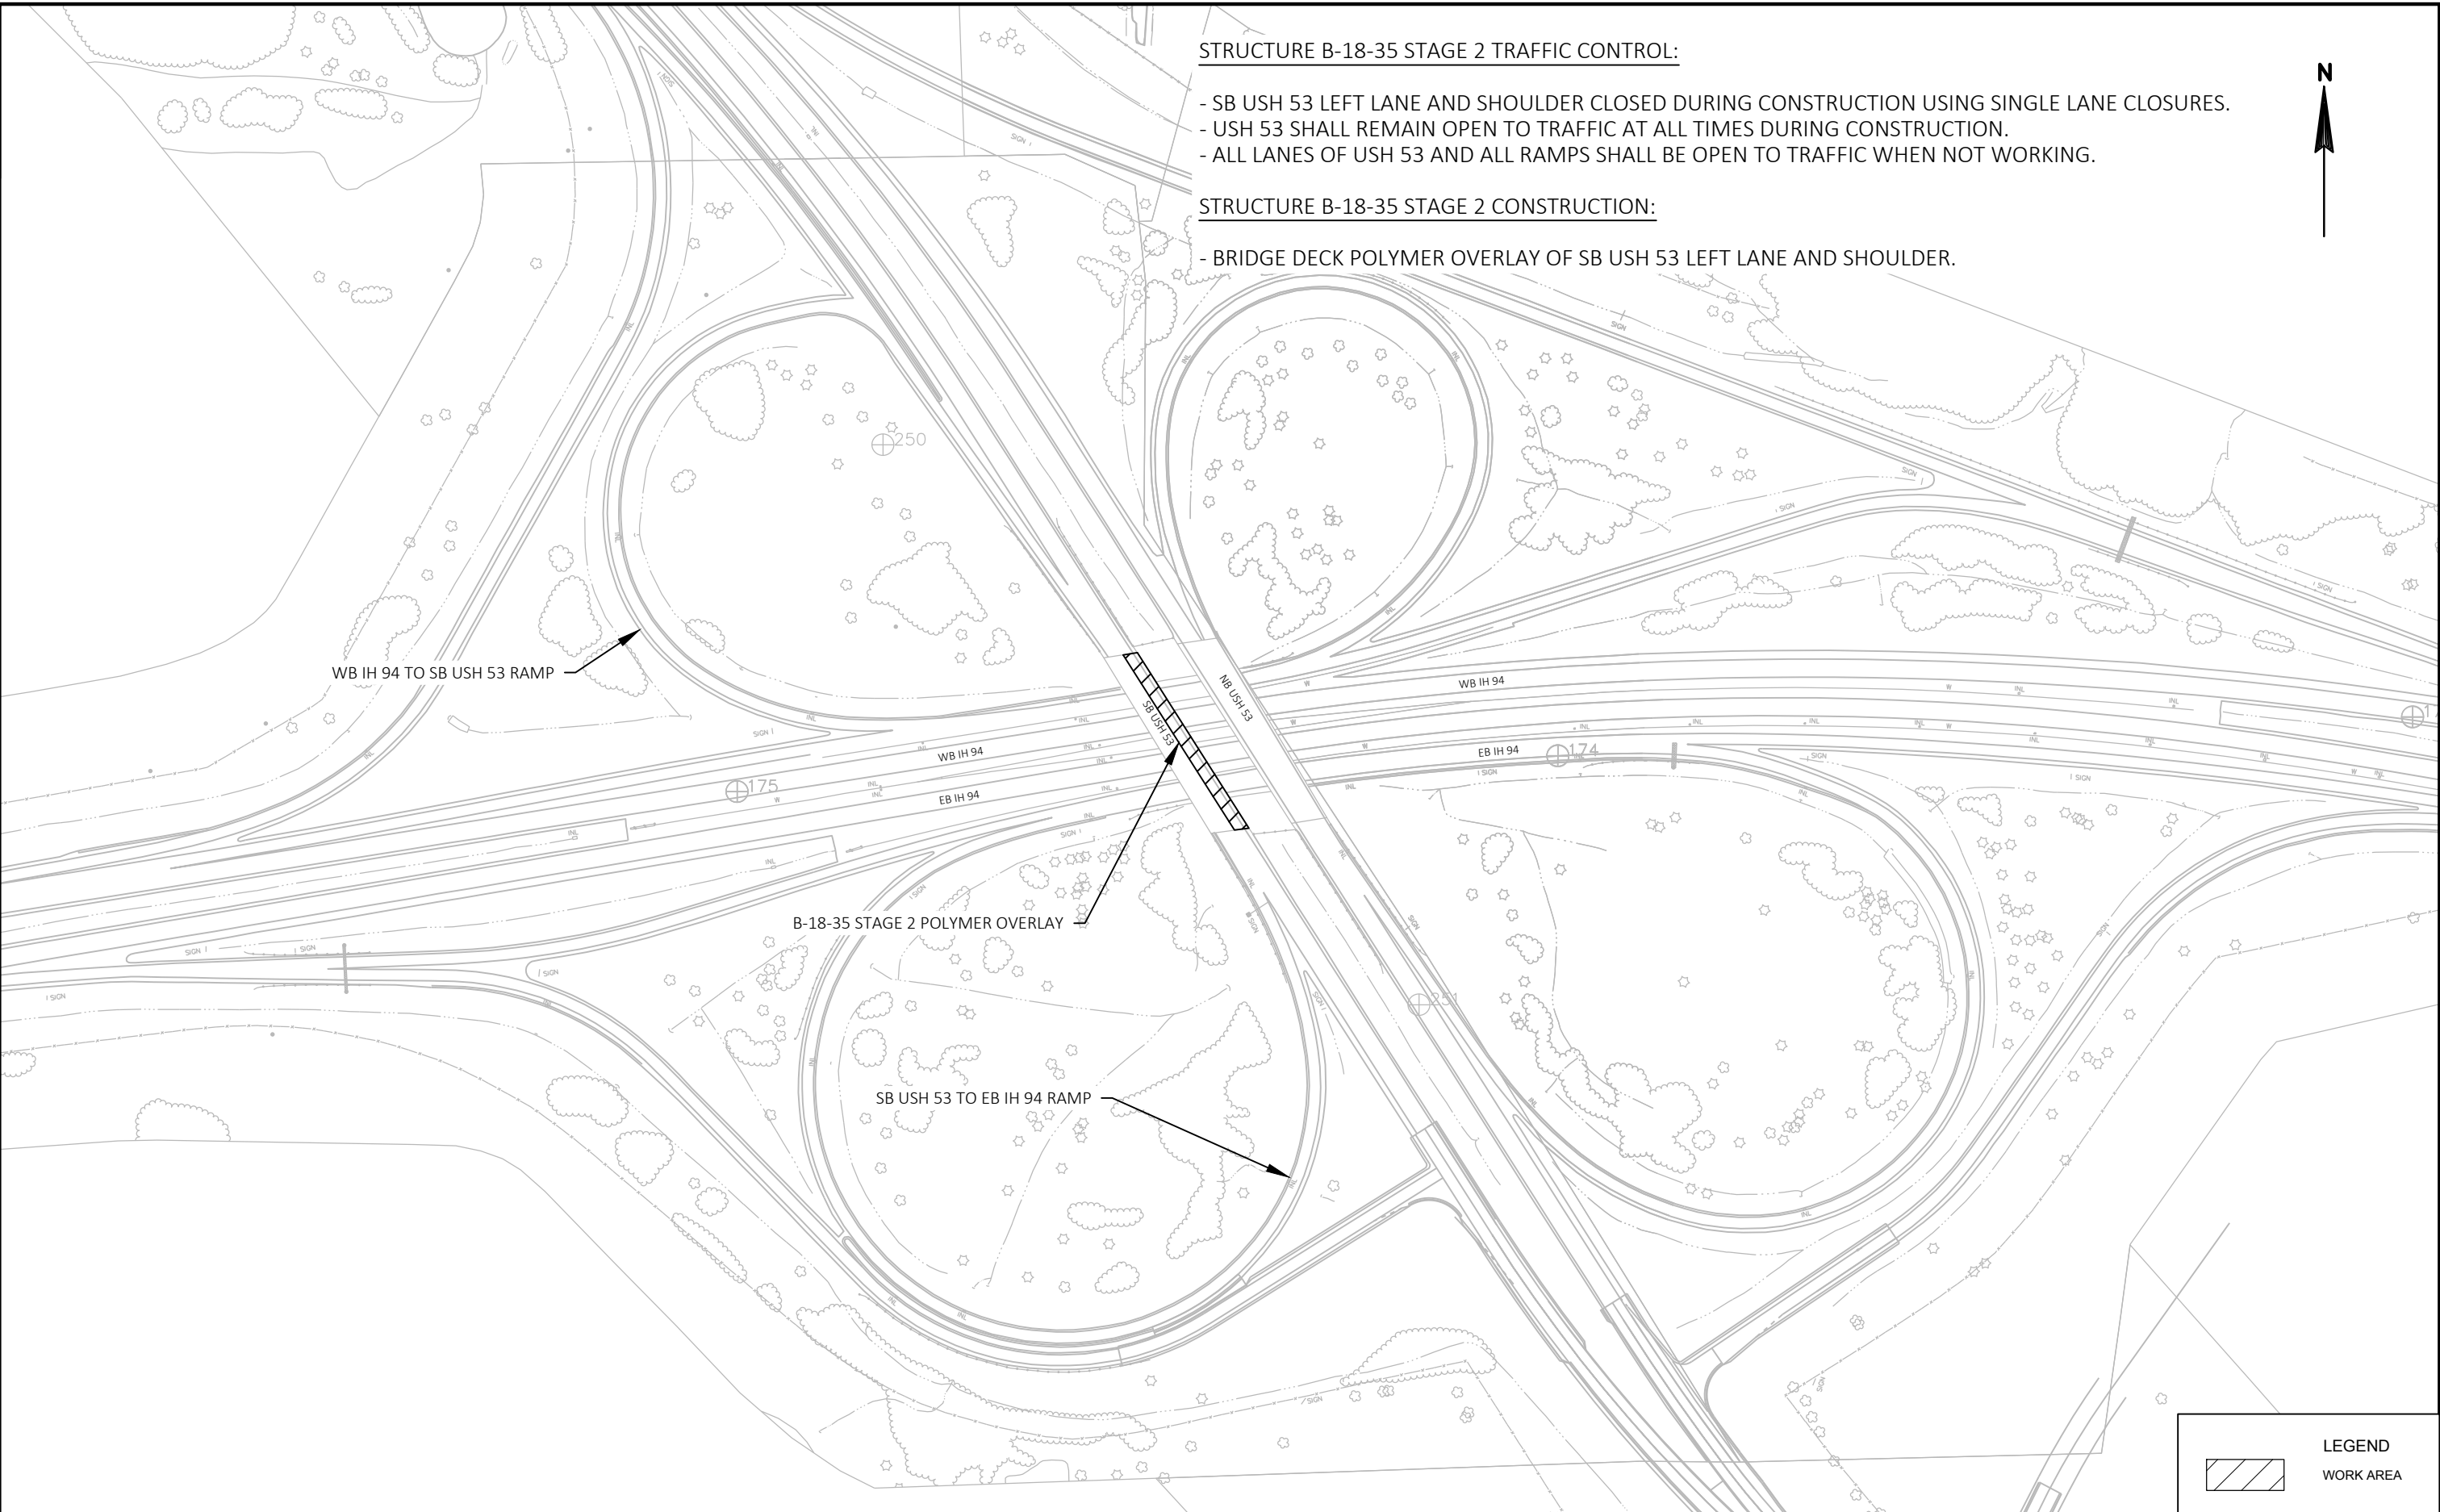 STRUCTURE B-18-35 STAGE 2 TRAFFIC CONTROL:
- SB USH 53 LEFT LANE AND SHOULDER CLOSED DURING CONSTRUCTION USING SINGLE LANE CLOSURES.
- USH 53 SHALL REMAIN OPEN TO TRAFFIC AT ALL TIMES DURING CONSTRUCTION.
- ALL LANES OF USH 53 AND ALL RAMPS SHALL BE OPEN TO TRAFFIC WHEN NOT WORKING.
STRUCTURE B-18-35 STAGE 2 CONSTRUCTION:
- BRIDGE DECK POLYMER OVERLAY OF SB USH 53 LEFT LANE AND SHOULDER.
N
250
WB IH 94 TO SB USH 53 RAMP
SB USH 53
NB USH 53
WB IH 94
WB IH 94
EB IH 94
174
175
EB IH 94
B-18-35 STAGE 2 POLYMER OVERLAY
251
SB USH 53 TO EB IH 94 RAMP
LEGEND
WORK AREA